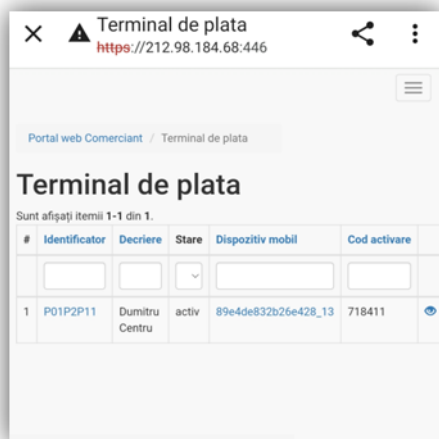 Terminal de plata
https://212.98.184.68:446
Portal web Comerciant / Terminal de plata
Terminal de plata
Sunt afișați itemii 1-1 din 1.
# Identificator Decriere Stare Dispozitiv mobil Cod activare
1 P01P2P11 Dumitru Centru activ 89e4de832b26e428_13 718411